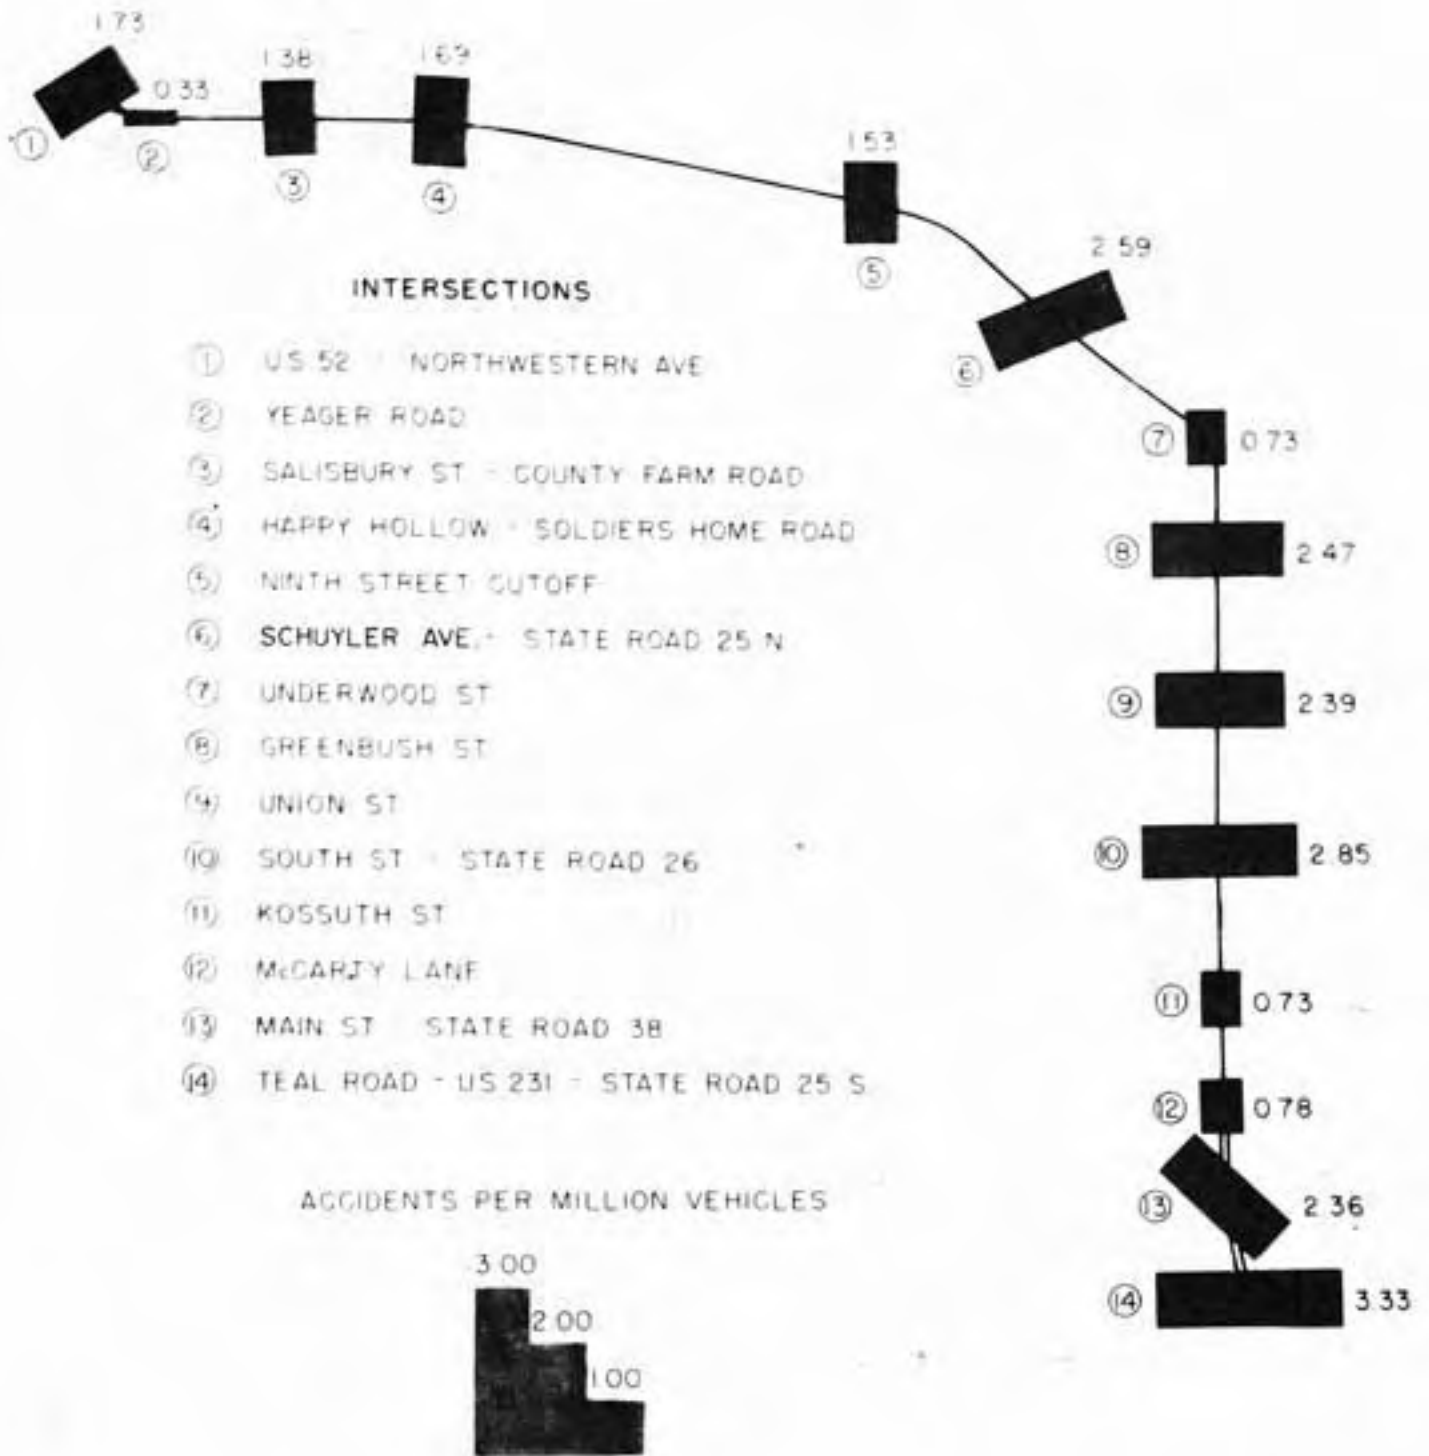 1.73
0.33
1.38
1.69
1.53
2.59
① ② ③ ④ ⑤ ⑥
⑦ 0.73
⑧ 2.47
⑨ 2.39
⑩ 2.85
⑪ 0.73
⑫ 0.78
⑬ 2.36
⑭ 3.33
INTERSECTIONS
① U.S. 52 - NORTHWESTERN AVE
② YEAGER ROAD
③ SALISBURY ST - COUNTY FARM ROAD
④ HAPPY HOLLOW - SOLDIERS HOME ROAD
⑤ NINTH STREET CUTOFF
⑥ SCHUYLER AVE. - STATE ROAD 25 N
⑦ UNDERWOOD ST
⑧ GREENBUSH ST
⑨ UNION ST
⑩ SOUTH ST - STATE ROAD 26
⑪ KOSSUTH ST
⑫ McCARTY LANE
⑬ MAIN ST STATE ROAD 38
⑭ TEAL ROAD - US 231 - STATE ROAD 25 S
ACCIDENTS PER MILLION VEHICLES
3.00
2.00
1.00